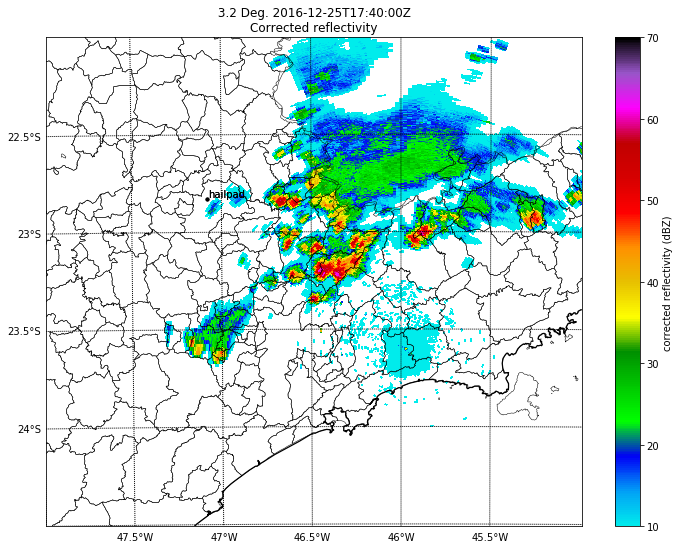 3.2 Deg. 2016-12-25T17:40:00Z
Corrected reflectivity
70
60
50
40
30
20
10
corrected reflectivity (dBZ)
22.5°S
23°S
23.5°S
24°S
hailpad
47.5°W
47°W
46.5°W
46°W
45.5°W